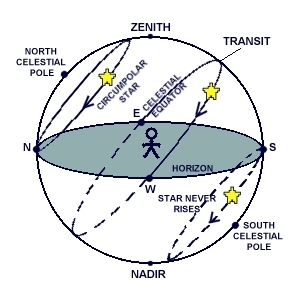 ZENITH
NORTH
CELESTIAL
POLE
TRANSIT
CIRCUMPOLAR
STAR
CELESTIAL
EQUATOR
E
N
S
HORIZON
W
STAR NEVER
RISES
SOUTH
CELESTIAL
POLE
NADIR